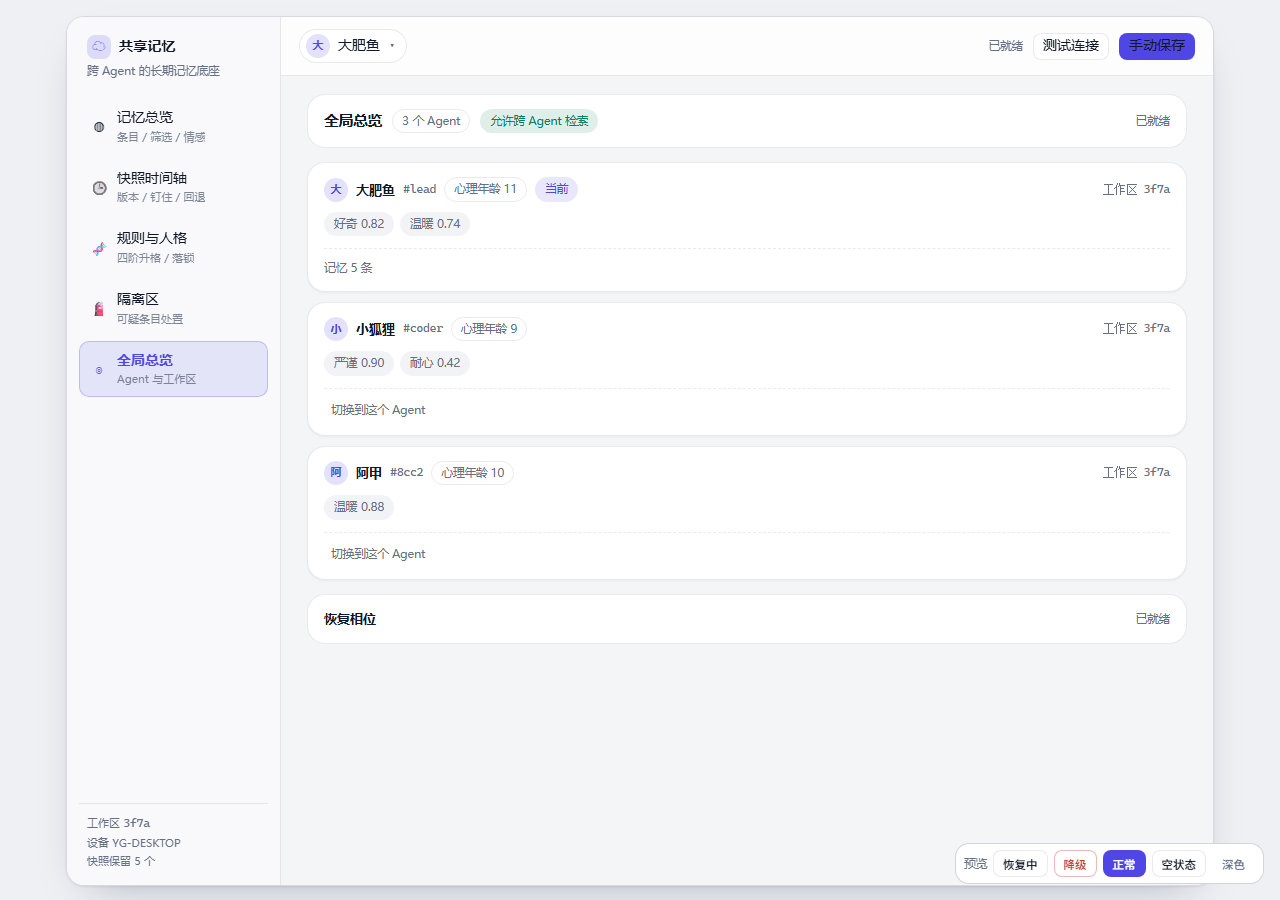 共享记忆
跨 Agent 的长期记忆底座
记忆总览
条目 / 筛选 / 情感
快照时间轴
版本 / 钉住 / 回退
规则与人格
四阶升格 / 落锁
隔离区
可疑条目处置
全局总览
Agent 与工作区
工作区 3f7a
设备 YG-DESKTOP
快照保留 5 个
大 大肥鱼
已就绪 测试连接 手动保存
全局总览 3 个 Agent 允许跨 Agent 检索 已就绪
大 大肥鱼 #lead 心理年龄 11 当前 工作区 3f7a
好奇 0.82 温暖 0.74
记忆 5 条
小 小狐狸 #coder 心理年龄 9 工作区 3f7a
严谨 0.90 耐心 0.42
切换到这个 Agent
阿 阿甲 #8cc2 心理年龄 10 工作区 3f7a
温暖 0.88
切换到这个 Agent
恢复相位 已就绪
预览 恢复中 降级 正常 空状态 深色